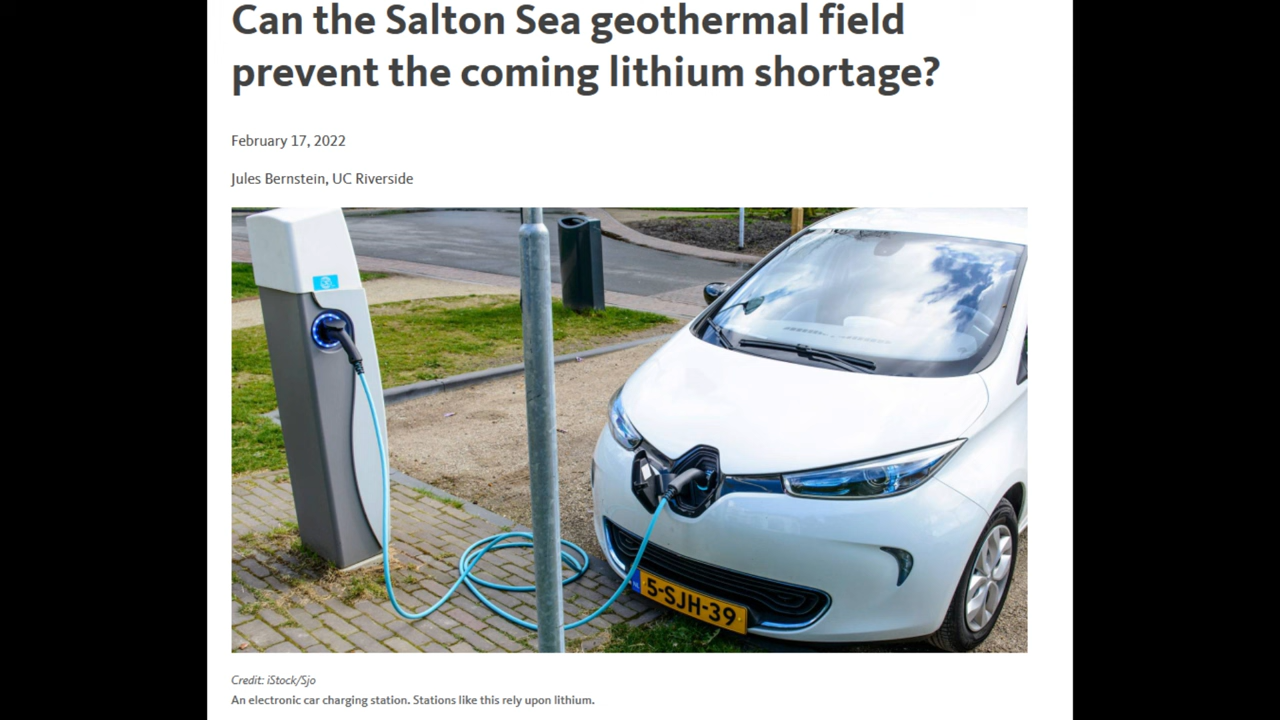 Can the Salton Sea geothermal field
prevent the coming lithium shortage?
February 17, 2022
Jules Bernstein, UC Riverside
5-SJH-39
Credit: iStock/Sjo
An electronic car charging station. Stations like this rely upon lithium.